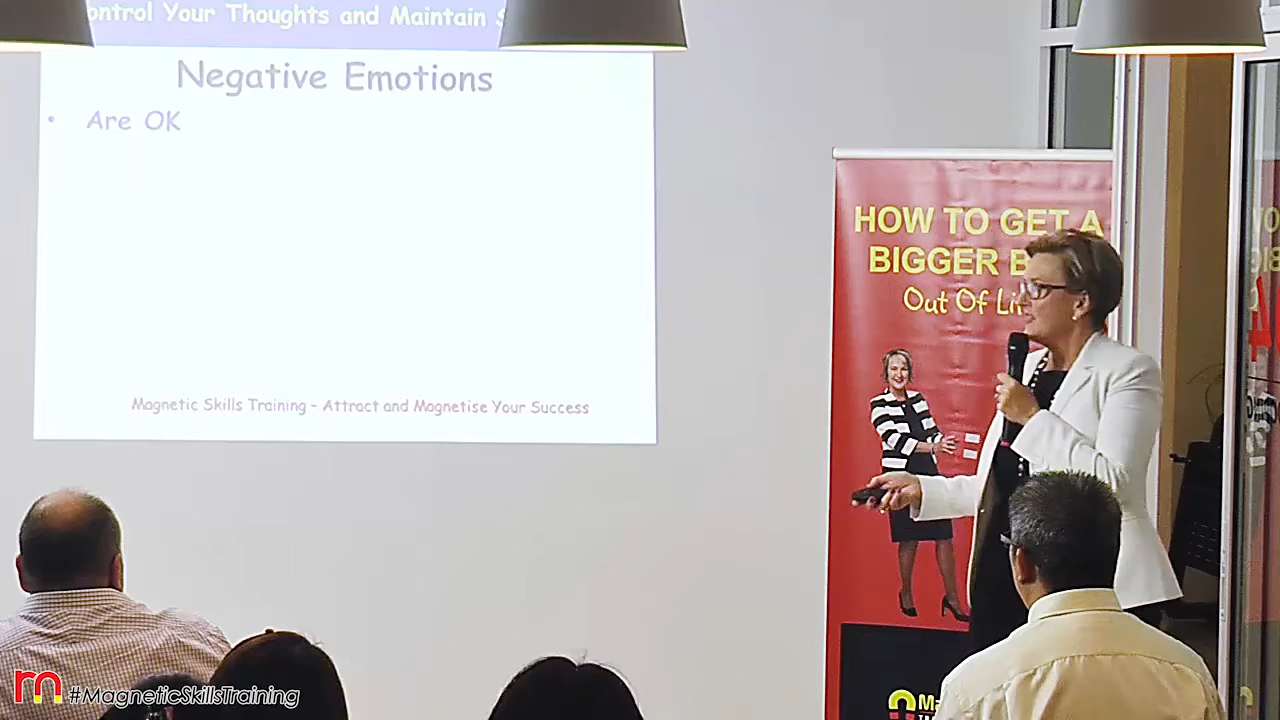 ontrol Your Thoughts and Maintain
Negative Emotions
• Are OK
Magnetic Skills Training - Attract and Magnetise Your Success
HOW TO GET A
BIGGER B
Out Of Li
#MagneticSkillsTraining